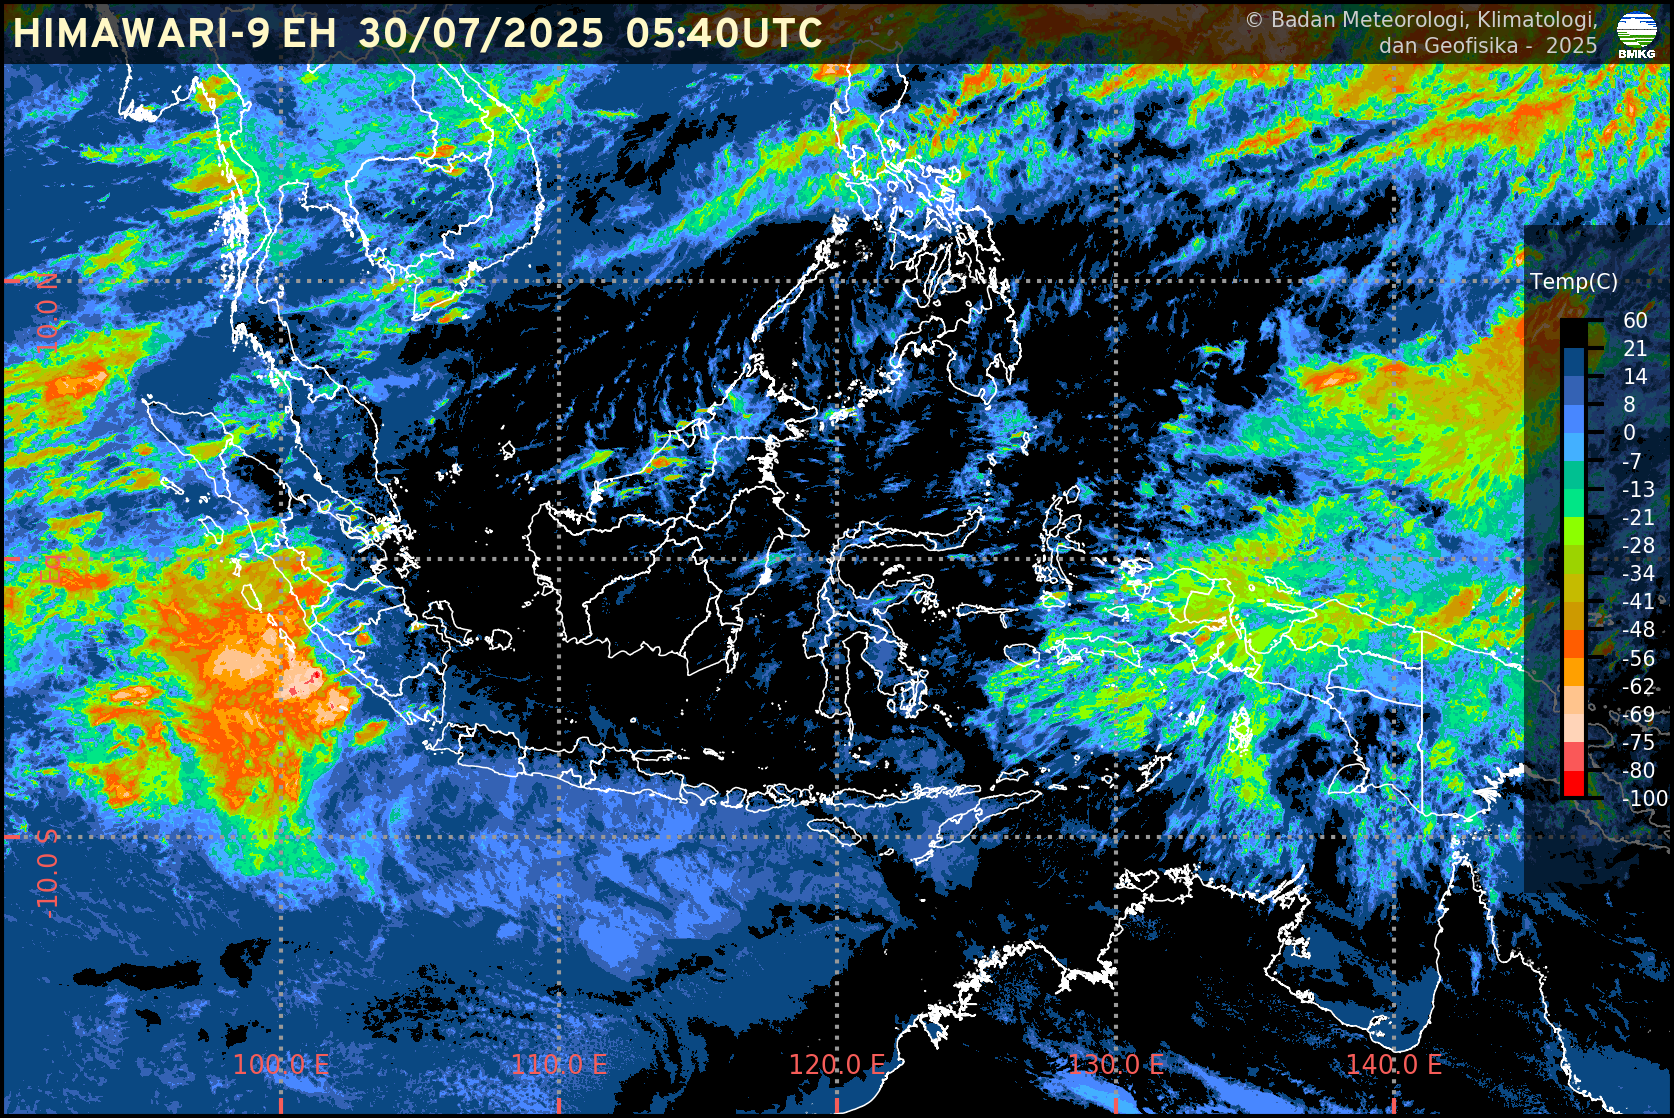 HIMAWARI-9 EH 30/07/2025 05:40UTC
© Badan Meteorologi, Klimatologi,
dan Geofisika - 2025
BMKG
Temp(C)
60
21
14
8
0
-7
-13
-21
-28
-34
-41
-48
-56
-62
-69
-75
-80
-100
10.0 N
Eq
-10.0 S
100.0 E
110.0 E
120.0 E
130.0 E
140.0 E